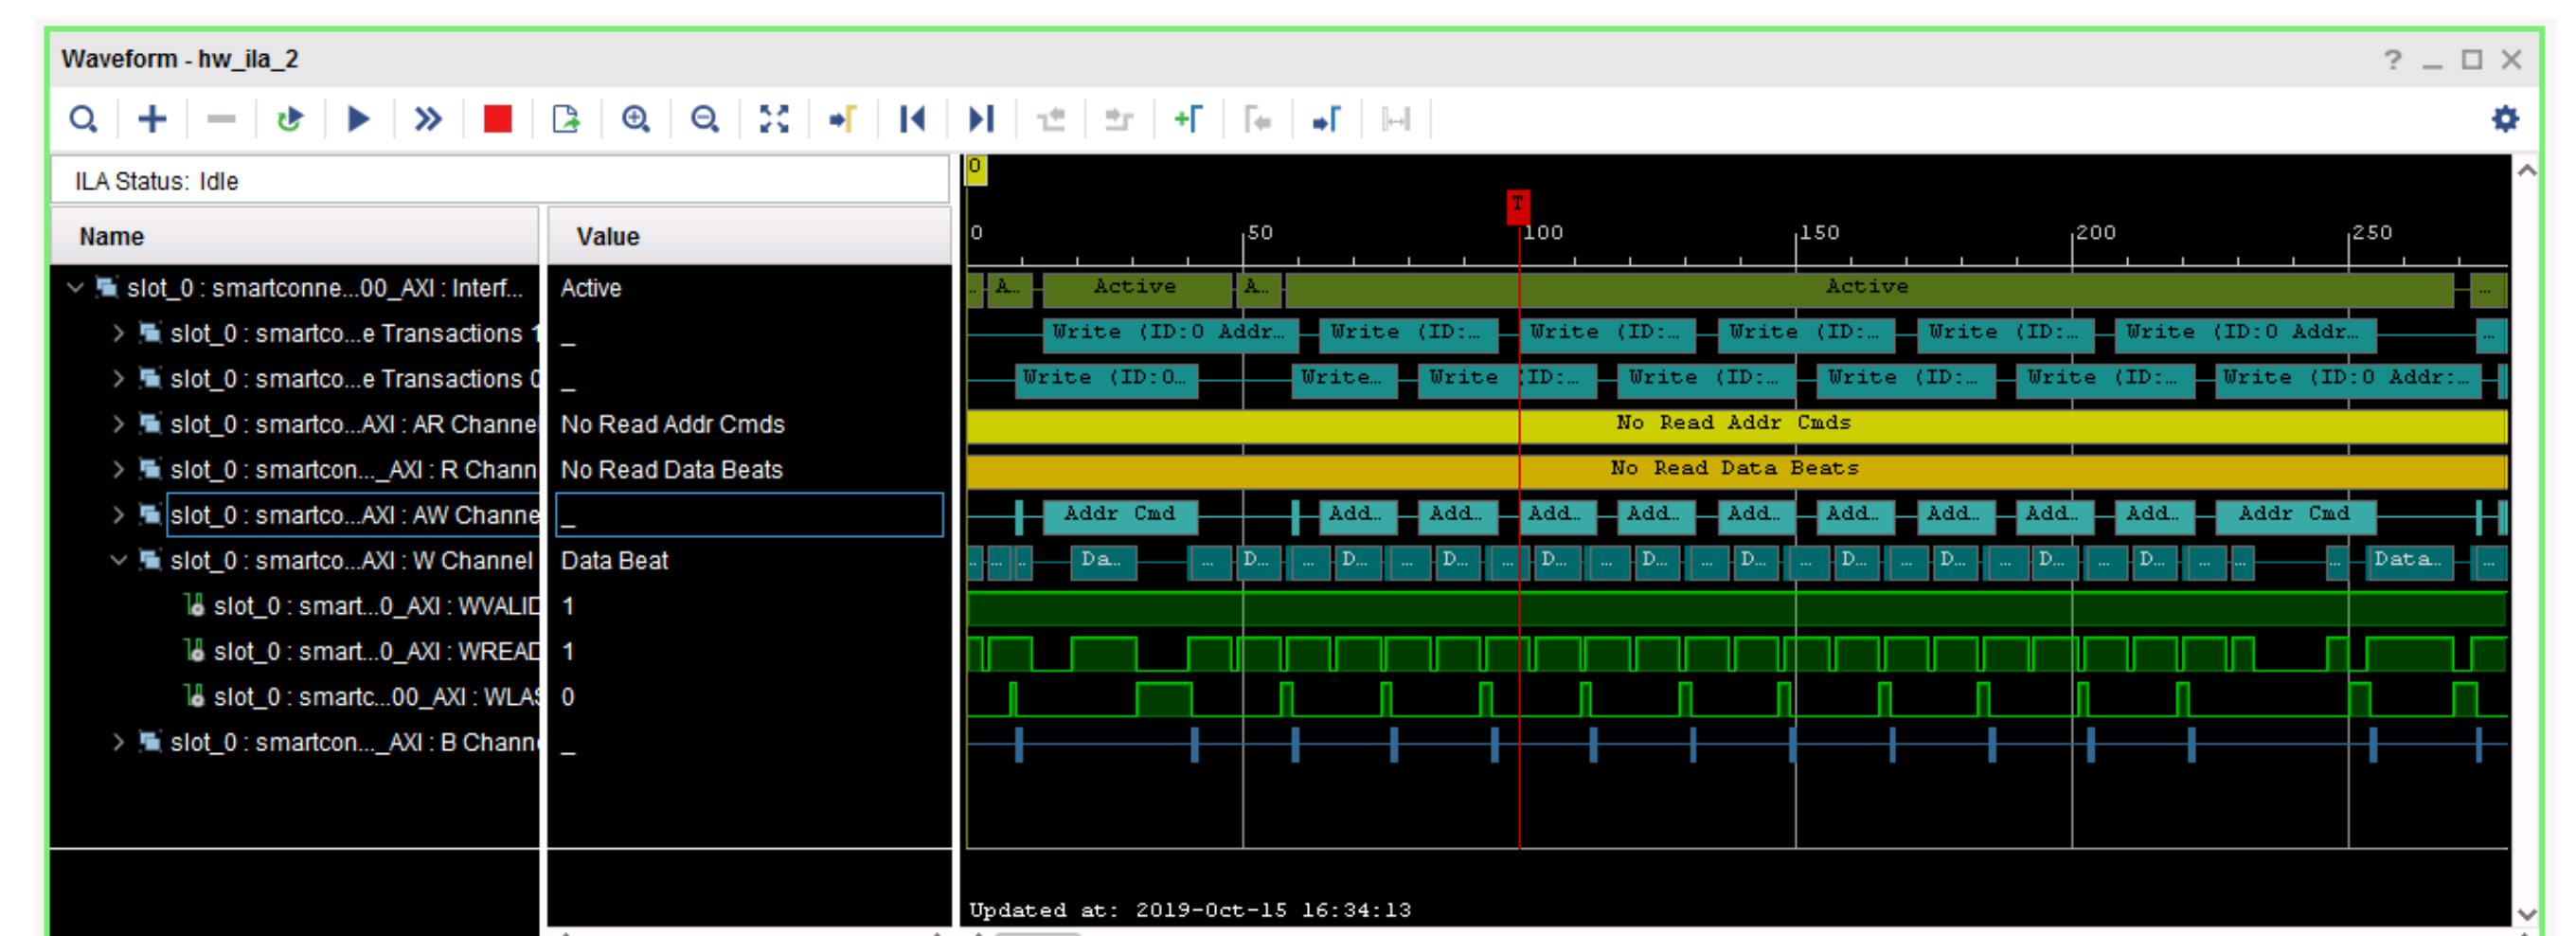 Waveform - hw_ila_2
ILA Status: Idle
Name Value
0
T
0 50 100 150 200 250
slot_0 : smartconne...00_AXI : Interf... Active
.. A... Active A... Active ...
slot_0 : smartco...e Transactions 1 _
Write (ID:0 Addr... Write (ID:... Write (ID:... Write (ID:... Write (ID:... Write (ID:0 Addr... ...
slot_0 : smartco...e Transactions 0 _
Write (ID:0... Write... Write (ID:... Write (ID:... Write (ID:... Write (ID:... Write (ID:0 Addr:...
slot_0 : smartco...AXI : AR Channel No Read Addr Cmds
No Read Addr Cmds
slot_0 : smartcon..._AXI : R Chann No Read Data Beats
No Read Data Beats
slot_0 : smartco...AXI : AW Channe _
Addr Cmd Add... Add... Add... Add... Add... Add... Add... Add... Add... Addr Cmd
slot_0 : smartco...AXI : W Channel Data Beat
.. ... .. Da... ... D... ... D... ... D... ... D... ... D... ... D... ... D... ... D... ... D... ... D... ... ... ... Data... ...
slot_0 : smart...0_AXI : WVALID 1
slot_0 : smart...0_AXI : WREAD 1
slot_0 : smartc...00_AXI : WLAS 0
slot_0 : smartcon..._AXI : B Chann _
Updated at: 2019-Oct-15 16:34:13